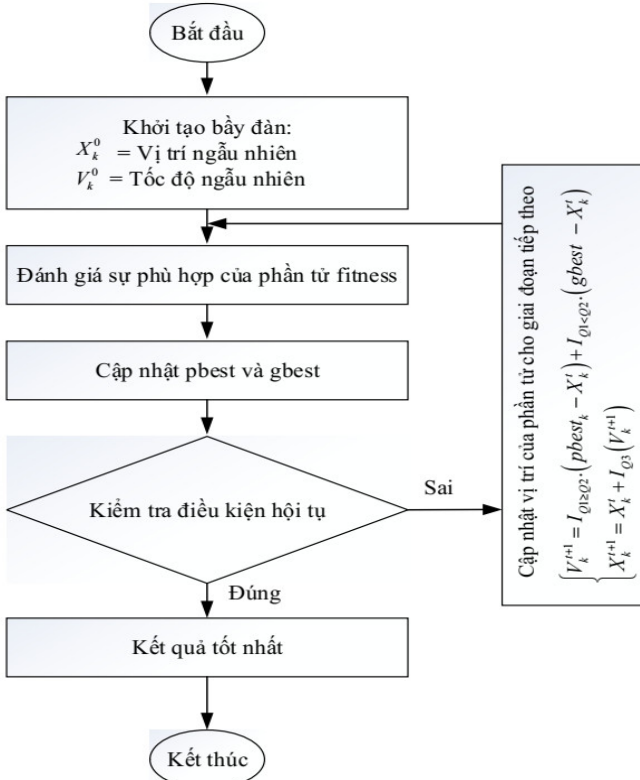 Bắt đầu
Khởi tạo bầy đàn:
X_k^0 = Vị trí ngẫu nhiên
V_k^0 = Tốc độ ngẫu nhiên
Đánh giá sự phù hợp của phần tử fitness
Cập nhật pbest và gbest
Kiểm tra điều kiện hội tụ
Sai
Cập nhật vị trí của phần tử cho giai đoạn tiếp theo
V_k^{t+1} = I_{Q1≥Q2}.(pbest_k − X_k^t) + I_{Q1<Q2}.(gbest − X_k^t)
X_k^{t+1} = X_k^t + I_{Q3}(V_k^{t+1})
Đúng
Kết quả tốt nhất
Kết thúc